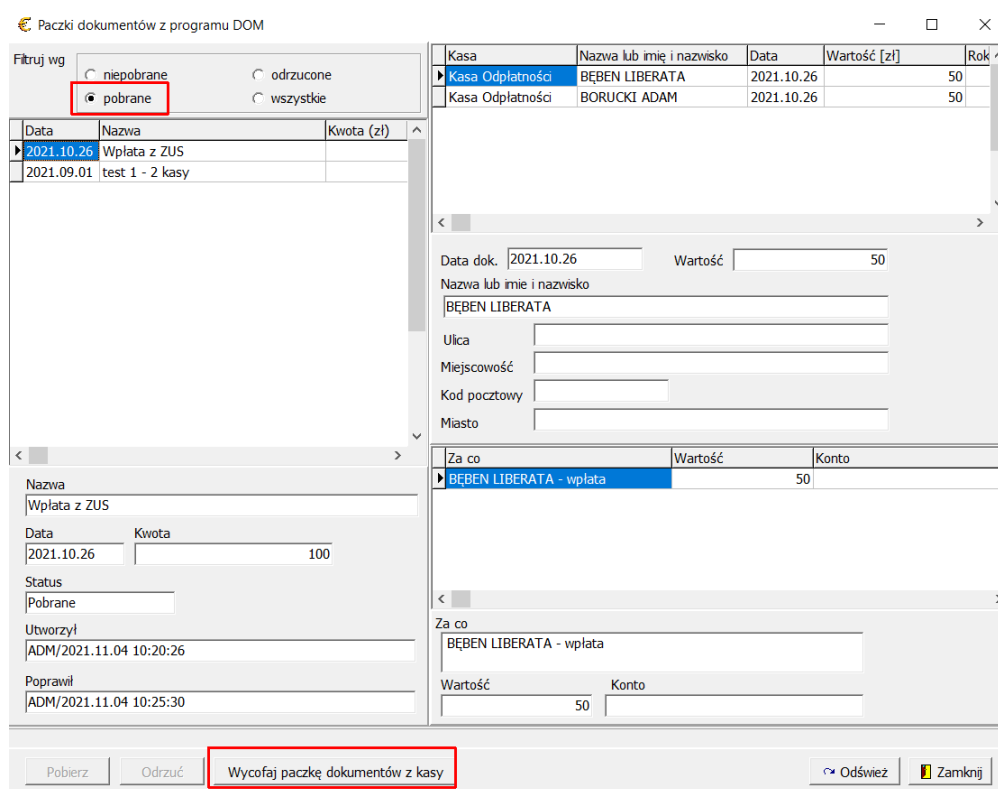 Paczki dokumentów z programu DOM
Filtruj wg
niepobrane odrzucone
pobrane wszystkie
Data Nazwa Kwota (zł)
2021.10.26 Wpłata z ZUS
2021.09.01 test 1 - 2 kasy
Nazwa
Wpłata z ZUS
Data Kwota
2021.10.26 100
Status
Pobrane
Utworzył
ADM/2021.11.04 10:20:26
Poprawił
ADM/2021.11.04 10:25:30
Kasa Nazwa lub imię i nazwisko Data Wartość [zł] Rok
Kasa Odpłatności BĘBEN LIBERATA 2021.10.26 50
Kasa Odpłatności BORUCKI ADAM 2021.10.26 50
Data dok. 2021.10.26 Wartość 50
Nazwa lub imie i nazwisko
BĘBEN LIBERATA
Ulica
Miejscowość
Kod pocztowy
Miasto
Za co Wartość Konto
BĘBEN LIBERATA - wpłata 50
Za co
BĘBEN LIBERATA - wpłata
Wartość Konto
50
Pobierz Odrzuć Wycofaj paczkę dokumentów z kasy Odśwież Zamknij